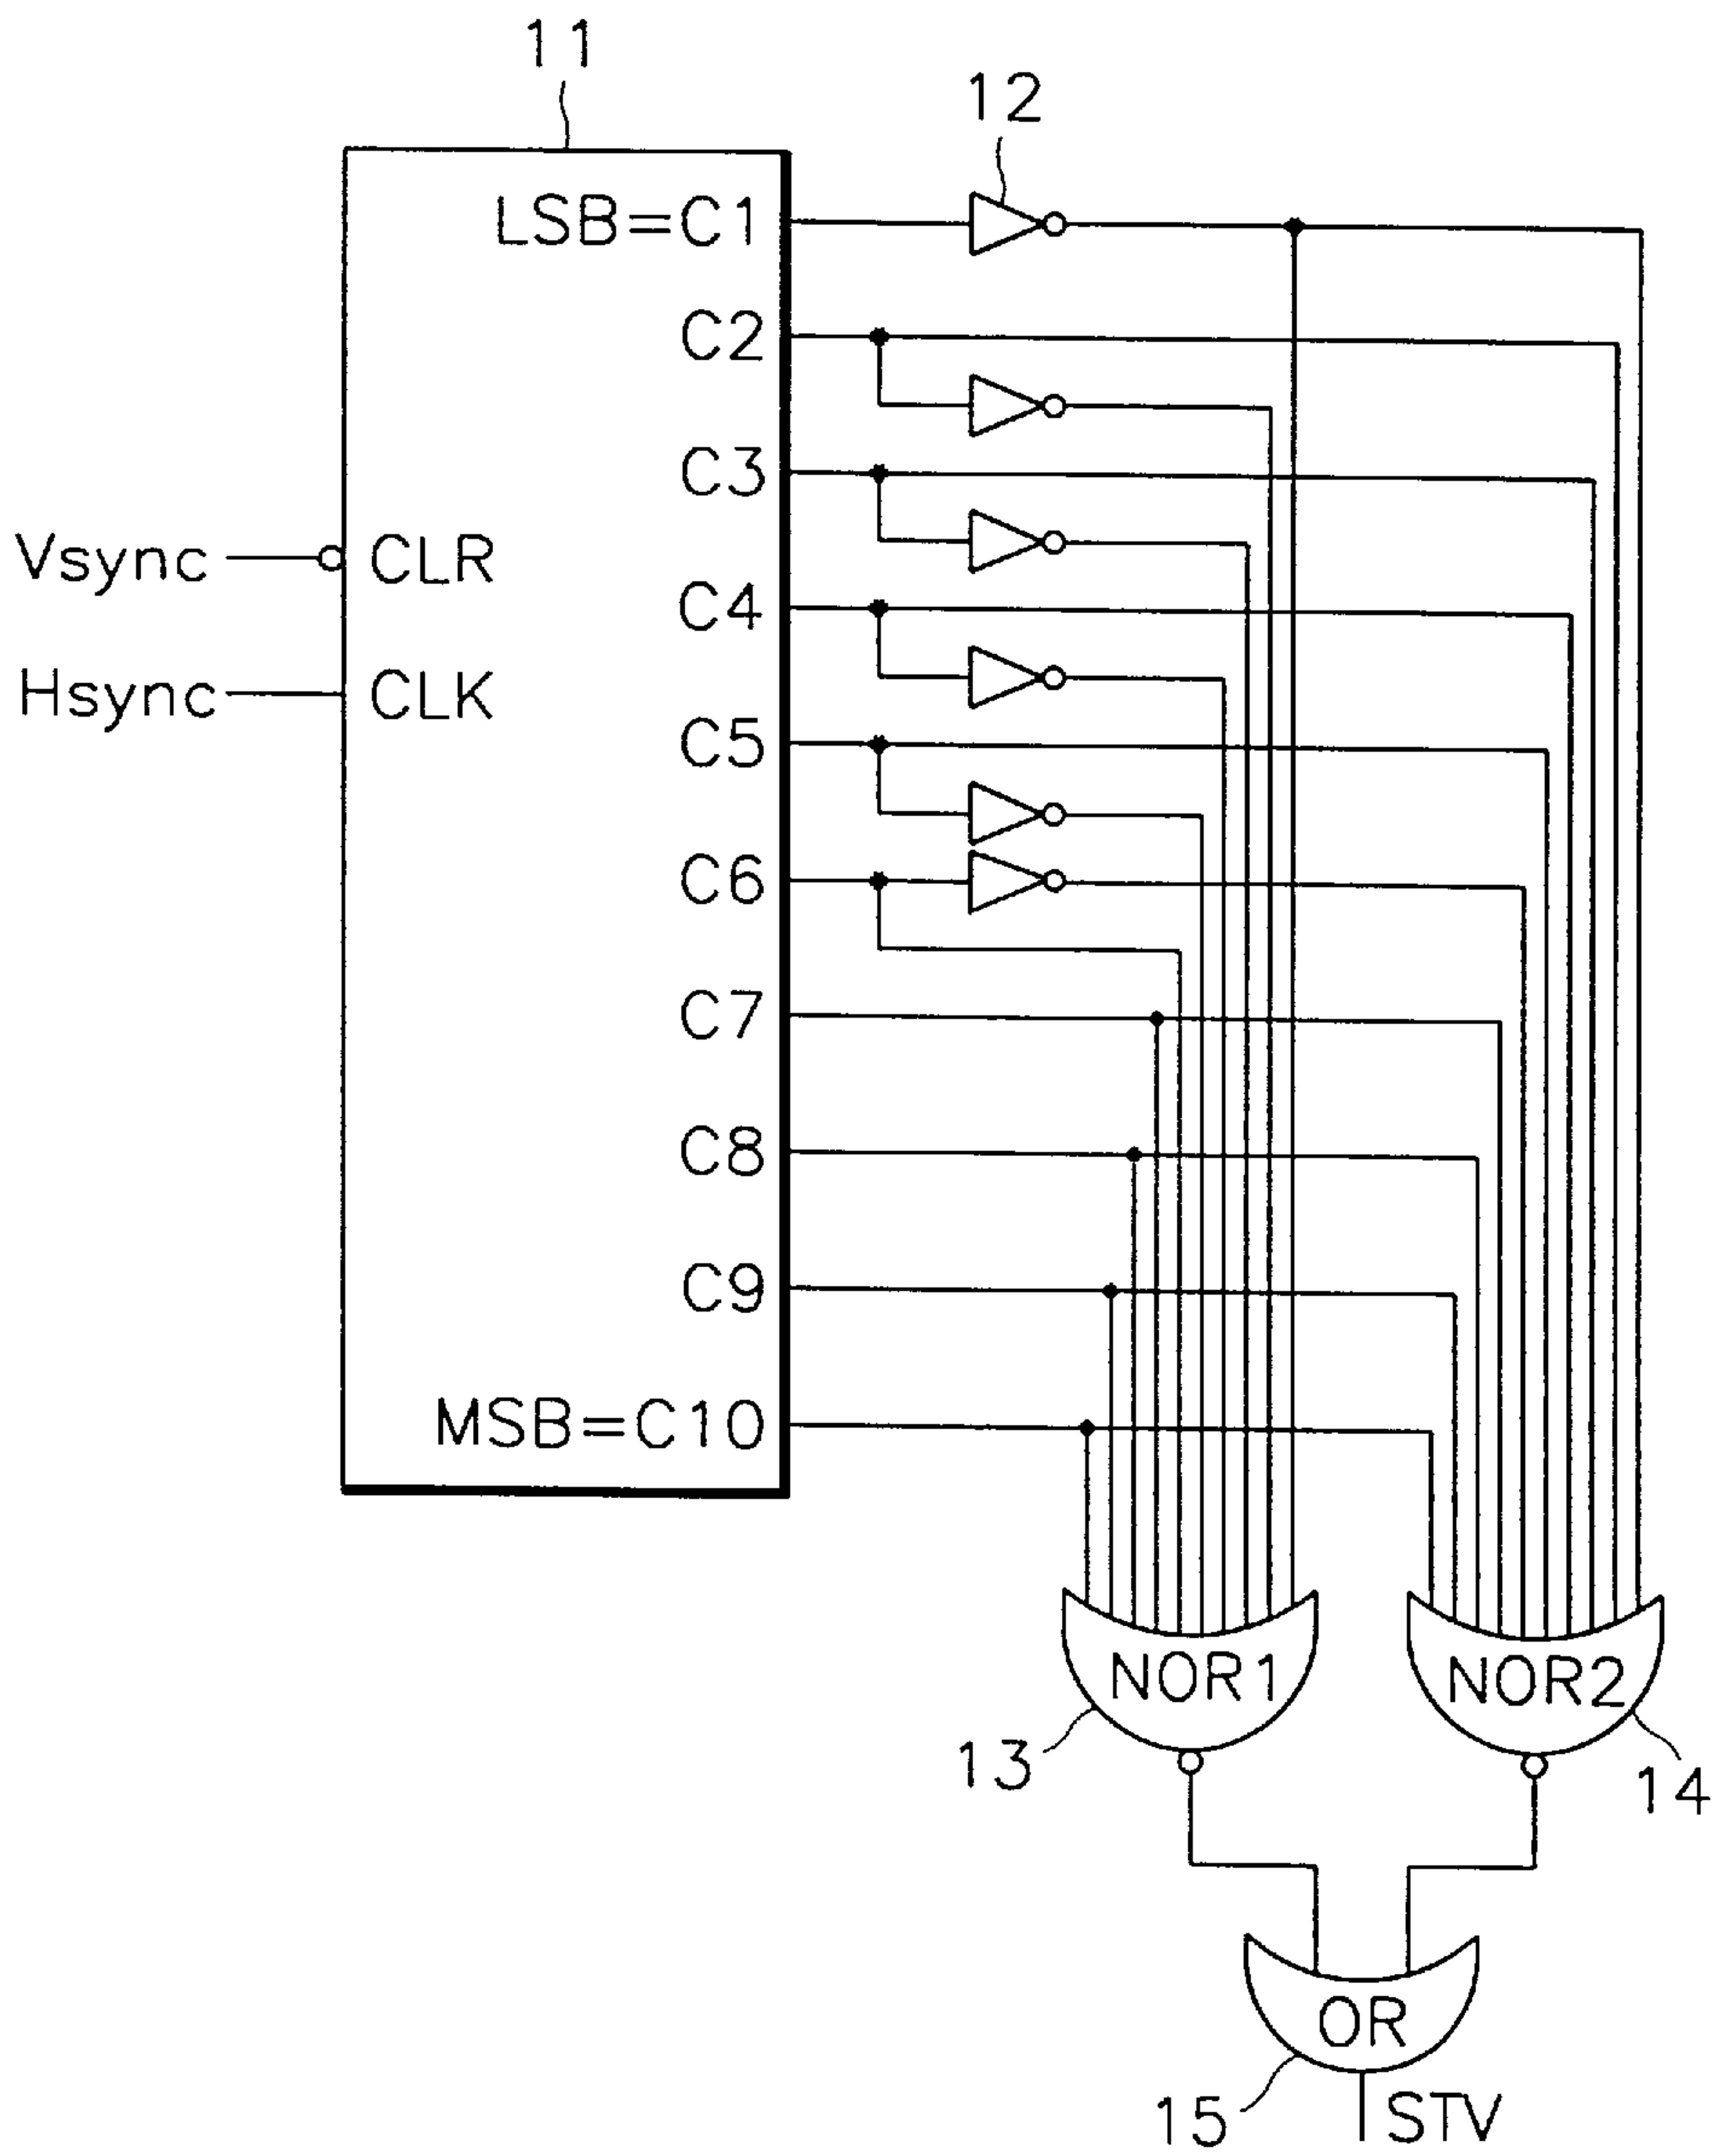 11
12
LSB=C1
C2
C3
Vsync
CLR
C4
Hsync
CLK
C5
C6
C7
C8
C9
MSB=C10
NOR1
NOR2
13
14
OR
15
STV